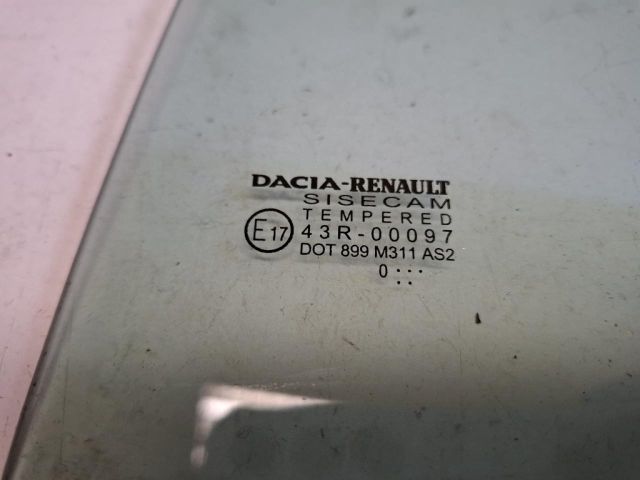 DACIA-RENAULT
SISECAM
TEMPERED
E17 43R-00097
DOT 899 M311 AS2
0 ...
..